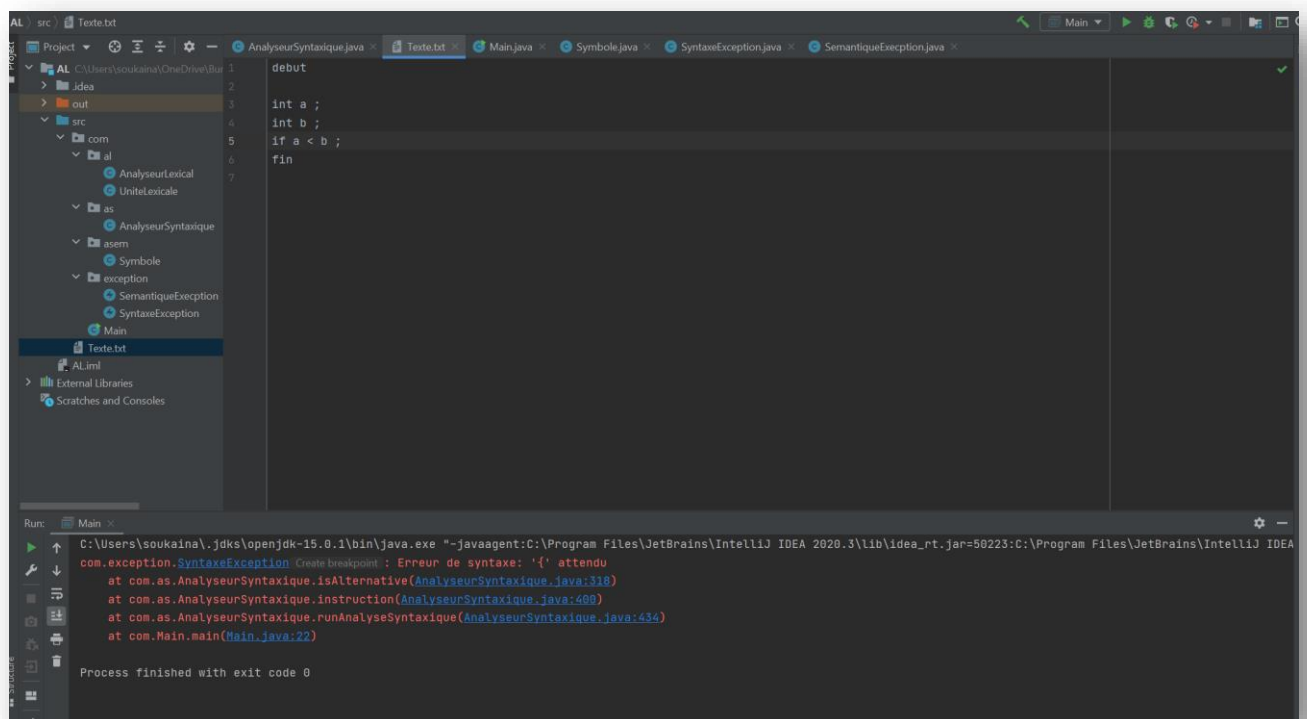 AL src Texte.txt Main
Project AnalyseurSyntaxique.java Texte.txt Main.java Symbole.java SyntaxeException.java SemantiqueExecption.java
Project
AL C:\Users\soukaina\OneDrive\Bur 1 debut
.idea 2
out 3 int a ;
src 4 int b ;
com 5 if a < b ;
al 6 fin
AnalyseurLexical 7
UniteLexicale
as
AnalyseurSyntaxique
asem
Symbole
exception
SemantiqueExecption
SyntaxeException
Main
Texte.txt
AL.iml
External Libraries
Scratches and Consoles
Run: Main
C:\Users\soukaina\.jdks\openjdk-15.0.1\bin\java.exe "-javaagent:C:\Program Files\JetBrains\IntelliJ IDEA 2020.3\lib\idea_rt.jar=50223:C:\Program Files\JetBrains\IntelliJ IDEA
com.exception.SyntaxeException Create breakpoint : Erreur de syntaxe: '{' attendu
at com.as.AnalyseurSyntaxique.isAlternative(AnalyseurSyntaxique.java:318)
at com.as.AnalyseurSyntaxique.instruction(AnalyseurSyntaxique.java:400)
at com.as.AnalyseurSyntaxique.runAnalyseSyntaxique(AnalyseurSyntaxique.java:434)
at com.Main.main(Main.java:22)
Process finished with exit code 0
Structure